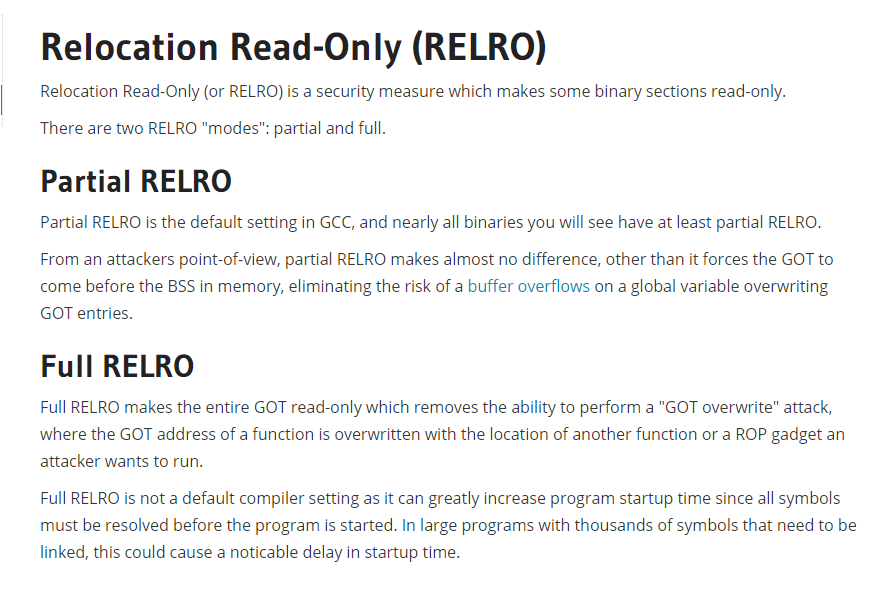 Relocation Read-Only (RELRO)
Relocation Read-Only (or RELRO) is a security measure which makes some binary sections read-only.
There are two RELRO "modes": partial and full.
Partial RELRO
Partial RELRO is the default setting in GCC, and nearly all binaries you will see have at least partial RELRO.
From an attackers point-of-view, partial RELRO makes almost no difference, other than it forces the GOT to
come before the BSS in memory, eliminating the risk of a buffer overflows on a global variable overwriting
GOT entries.
Full RELRO
Full RELRO makes the entire GOT read-only which removes the ability to perform a "GOT overwrite" attack,
where the GOT address of a function is overwritten with the location of another function or a ROP gadget an
attacker wants to run.
Full RELRO is not a default compiler setting as it can greatly increase program startup time since all symbols
must be resolved before the program is started. In large programs with thousands of symbols that need to be
linked, this could cause a noticable delay in startup time.